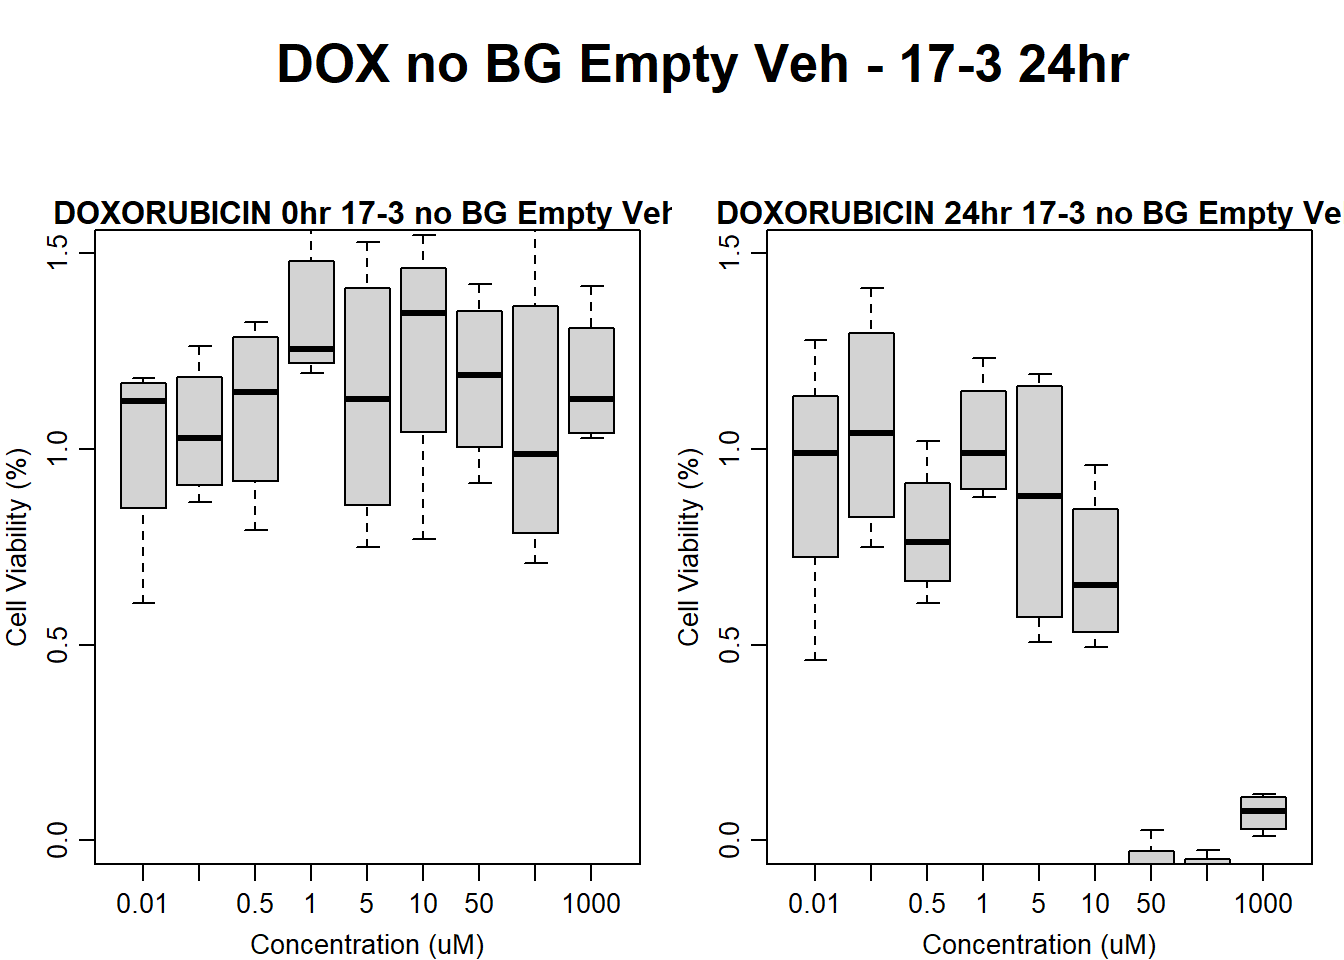 DOX no BG Empty Veh - 17-3 24hr
DOXORUBICIN 0hr 17-3 no BG Empty Veh
Cell Viability (%)
1.5
1.0
0.5
0.0
0.01 0.5 1 5 10 50 1000
Concentration (uM)
DOXORUBICIN 24hr 17-3 no BG Empty Ve
Cell Viability (%)
1.5
1.0
0.5
0.0
0.01 0.5 1 5 10 50 1000
Concentration (uM)